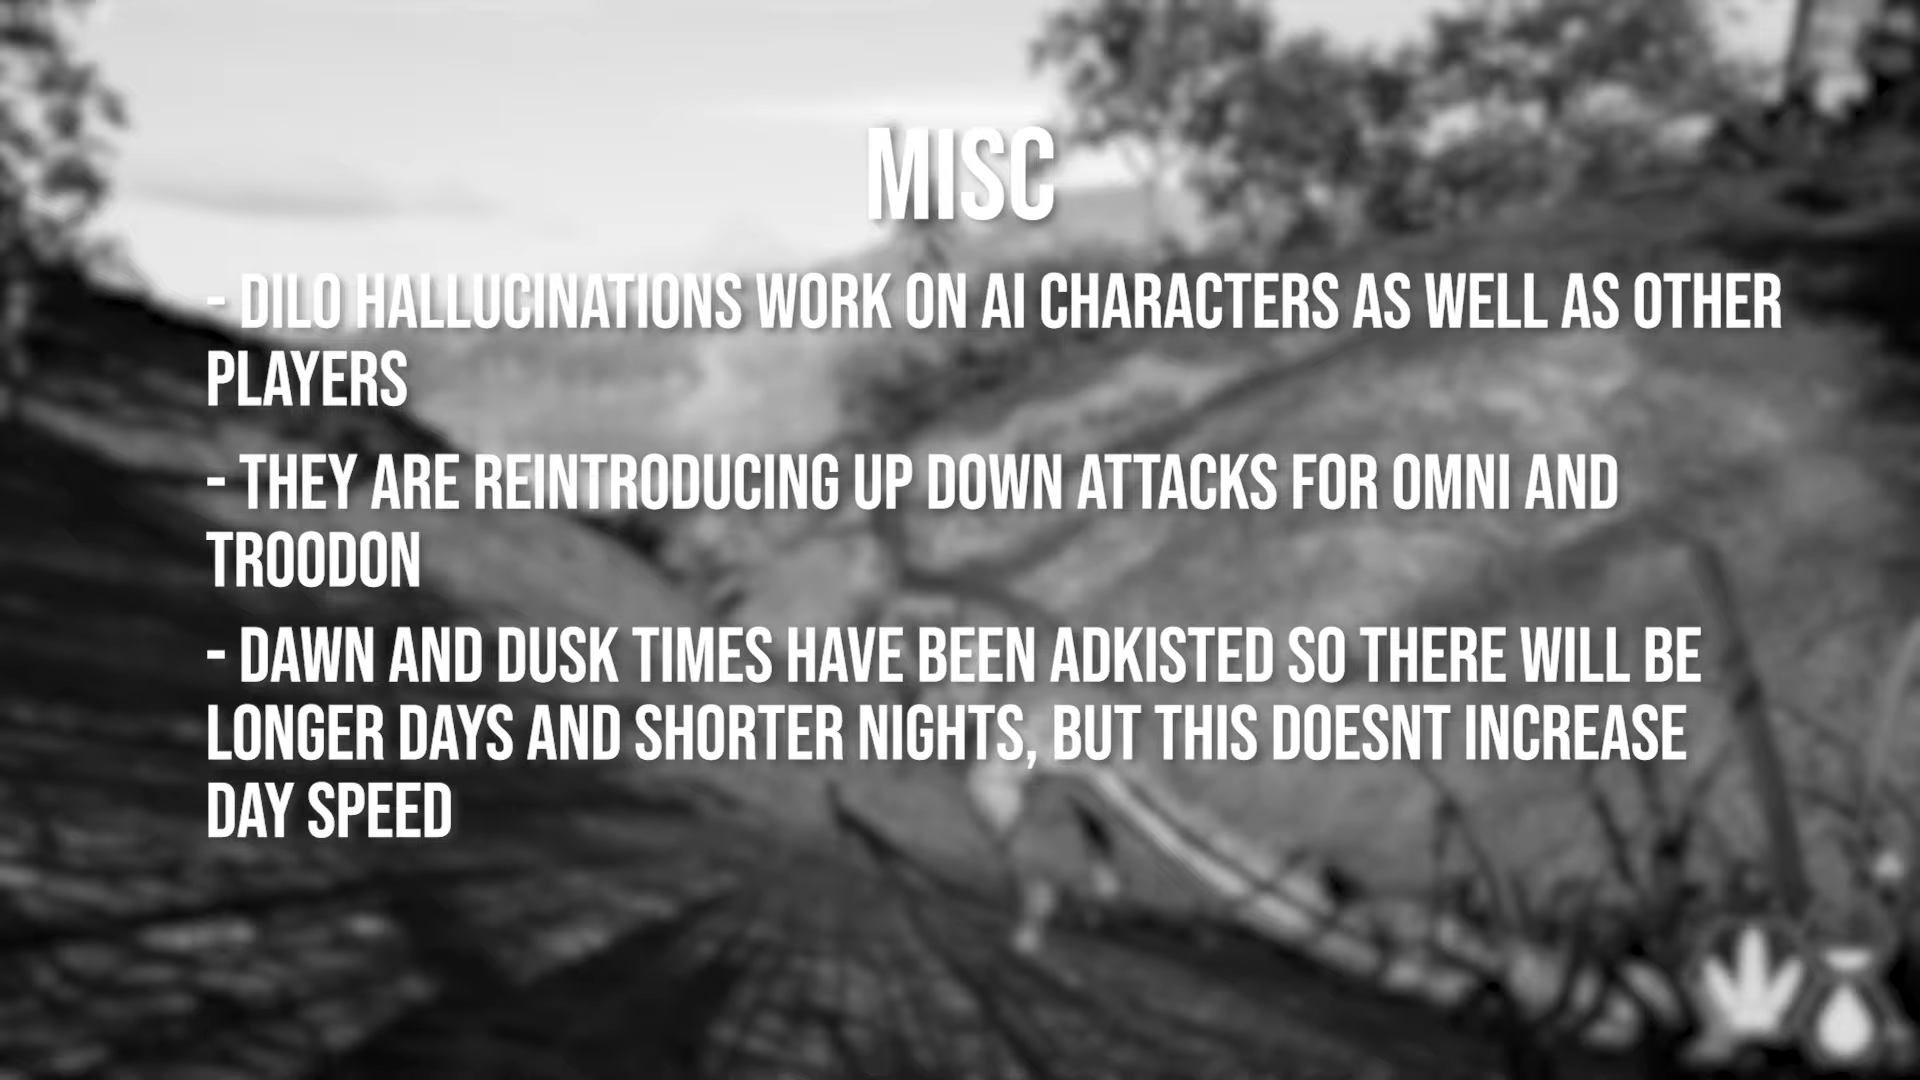 MISC
- DILO HALLUCINATIONS WORK ON AI CHARACTERS AS WELL AS OTHER
PLAYERS
- THEY ARE REINTRODUCING UP DOWN ATTACKS FOR OMNI AND
TROODON
- DAWN AND DUSK TIMES HAVE BEEN ADKISTED SO THERE WILL BE
LONGER DAYS AND SHORTER NIGHTS, BUT THIS DOESNT INCREASE
DAY SPEED